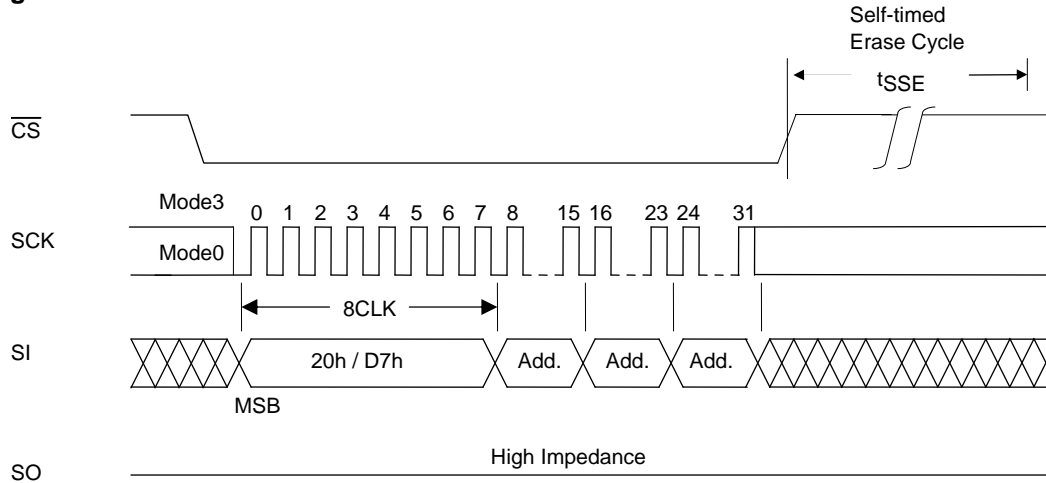 g
Self-timed
Erase Cycle
tSSE
CS
Mode3
0 1 2 3 4 5 6 7 8 15 16 23 24 31
SCK
Mode0
8CLK
SI
20h / D7h Add. Add. Add.
MSB
High Impedance
SO